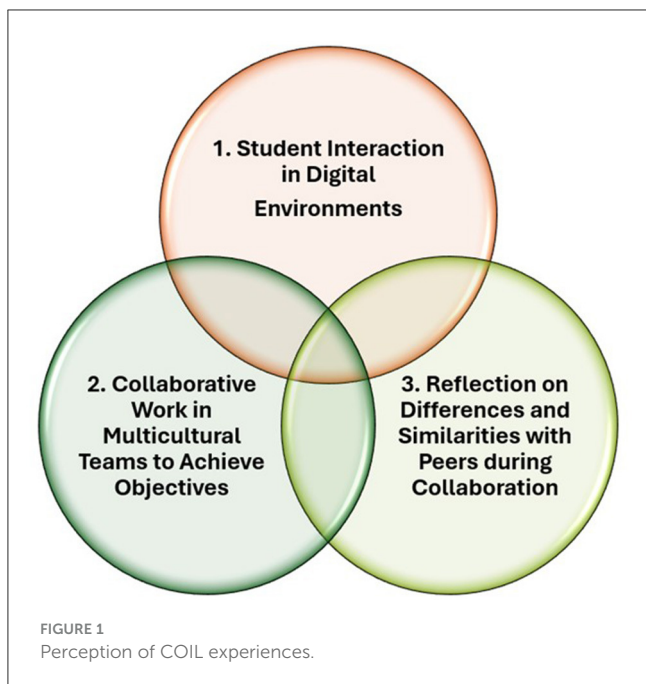 1. Student Interaction
in Digital
Environments
2. Collaborative
Work in
Multicultural
Teams to Achieve
Objectives
3. Reflection on
Differences and
Similarities with
Peers during
Collaboration
FIGURE 1
Perception of COIL experiences.